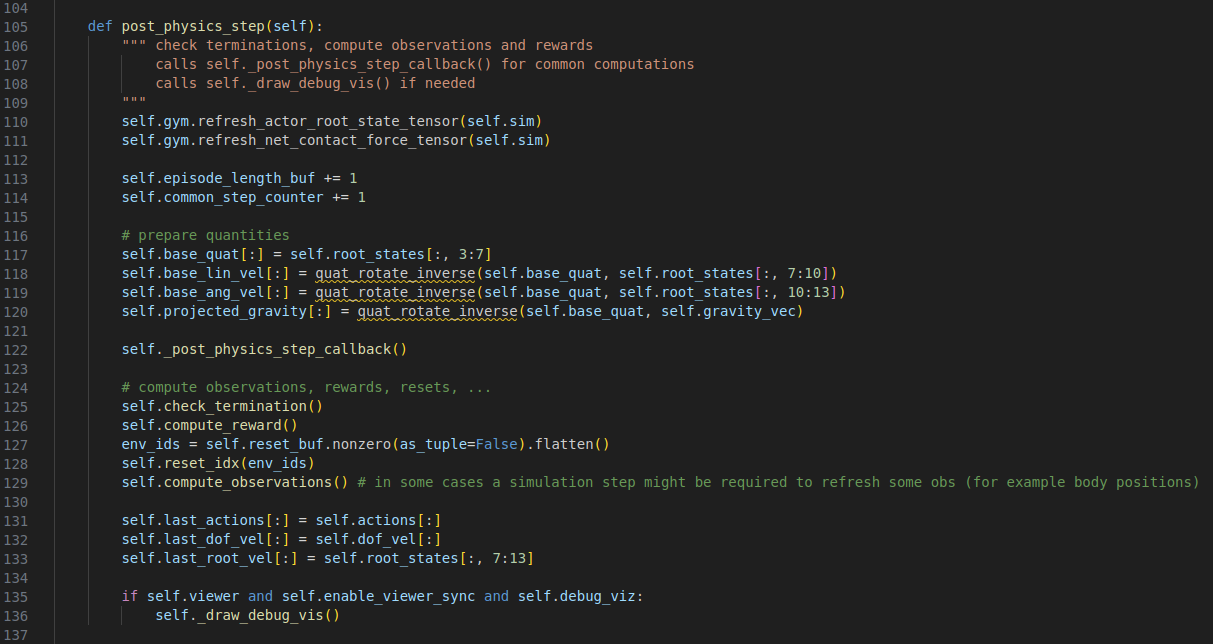 104
105 def post_physics_step(self):
106 """ check terminations, compute observations and rewards
107 calls self._post_physics_step_callback() for common computations
108 calls self._draw_debug_vis() if needed
109 """
110 self.gym.refresh_actor_root_state_tensor(self.sim)
111 self.gym.refresh_net_contact_force_tensor(self.sim)
112
113 self.episode_length_buf += 1
114 self.common_step_counter += 1
115
116 # prepare quantities
117 self.base_quat[:] = self.root_states[:, 3:7]
118 self.base_lin_vel[:] = quat_rotate_inverse(self.base_quat, self.root_states[:, 7:10])
119 self.base_ang_vel[:] = quat_rotate_inverse(self.base_quat, self.root_states[:, 10:13])
120 self.projected_gravity[:] = quat_rotate_inverse(self.base_quat, self.gravity_vec)
121
122 self._post_physics_step_callback()
123
124 # compute observations, rewards, resets, ...
125 self.check_termination()
126 self.compute_reward()
127 env_ids = self.reset_buf.nonzero(as_tuple=False).flatten()
128 self.reset_idx(env_ids)
129 self.compute_observations() # in some cases a simulation step might be required to refresh some obs (for example body positions)
130
131 self.last_actions[:] = self.actions[:]
132 self.last_dof_vel[:] = self.dof_vel[:]
133 self.last_root_vel[:] = self.root_states[:, 7:13]
134
135 if self.viewer and self.enable_viewer_sync and self.debug_viz:
136 self._draw_debug_vis()
137